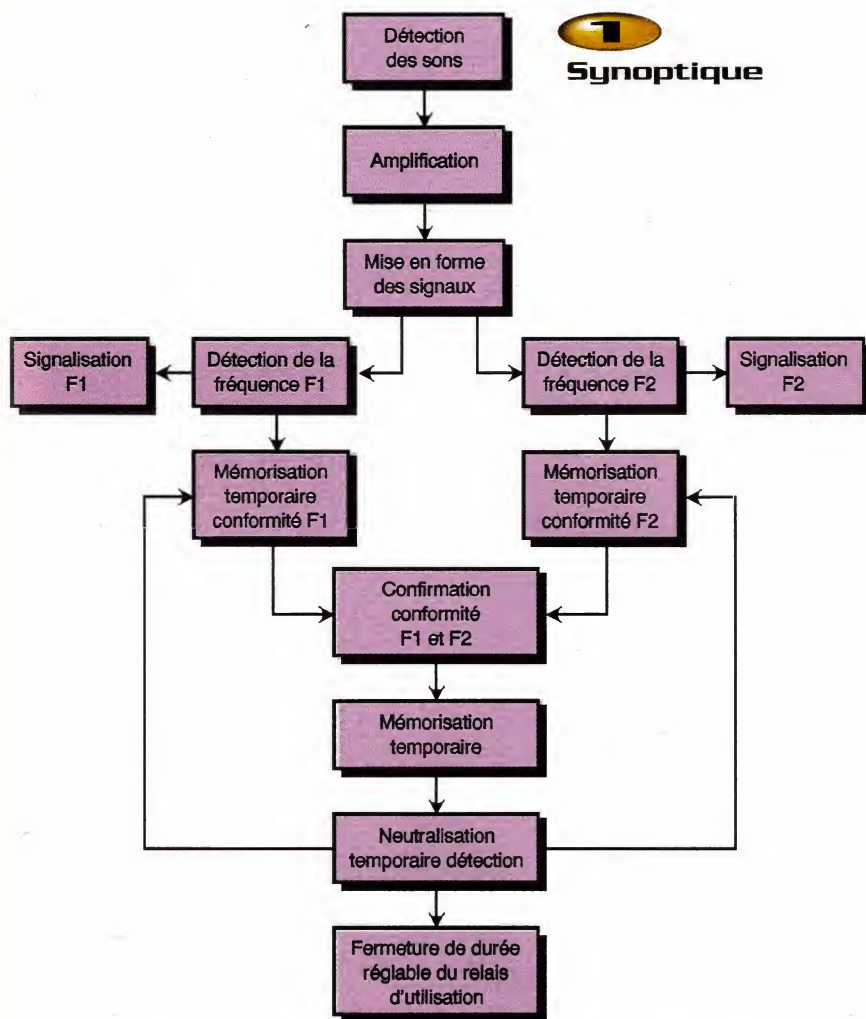 Détection
des sons
1
Synoptique
Amplification
Mise en forme
des signaux
Signalisation
F1
Détection de la
fréquence F1
Détection de la
fréquence F2
Signalisation
F2
Mémorisation
temporaire
conformité F1
Mémorisation
temporaire
conformité F2
Confirmation
conformité
F1 et F2
Mémorisation
temporaire
Neutralisation
temporaire détection
Fermeture de durée
réglable du relais
d'utilisation